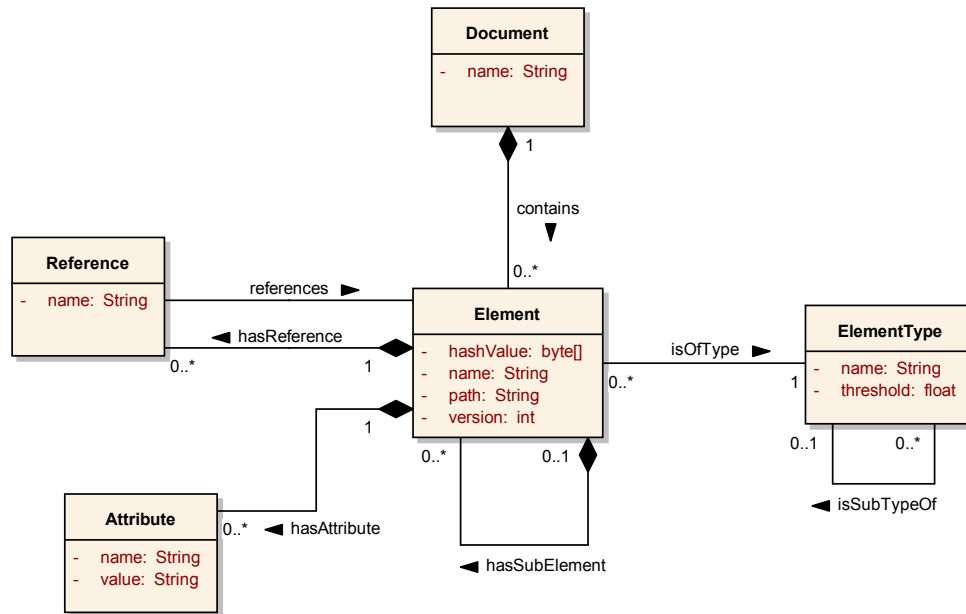 Document
- name: String
1
contains
0..*
Reference
- name: String
references
hasReference
0..*
1
Element
- hashValue: byte[]
- name: String
- path: String
- version: int
isOfType
0..*
1
ElementType
- name: String
- threshold: float
0..1
0..*
isSubTypeOf
1
0..*
0..1
hasSubElement
Attribute
- name: String
- value: String
0..*
hasAttribute